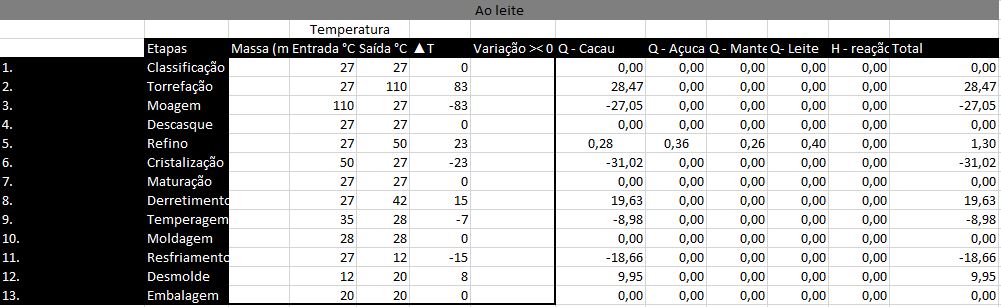 Ao leite
Temperatura
Etapas Massa (m Entrada °C Saída °C ▲T Variação >< 0 Q - Cacau Q - Açuca Q - Mante Q- Leite H - reação Total
1. Classificação 27 27 0 0,00 0,00 0,00 0,00 0,00 0,00
2. Torrefação 27 110 83 28,47 0,00 0,00 0,00 0,00 28,47
3. Moagem 110 27 -83 -27,05 0,00 0,00 0,00 0,00 -27,05
4. Descasque 27 27 0 0,00 0,00 0,00 0,00 0,00 0,00
5. Refino 27 50 23 0,28 0,36 0,26 0,40 0,00 1,30
6. Cristalização 50 27 -23 -31,02 0,00 0,00 0,00 0,00 -31,02
7. Maturação 27 27 0 0,00 0,00 0,00 0,00 0,00 0,00
8. Derretimento 27 42 15 19,63 0,00 0,00 0,00 0,00 19,63
9. Temperagem 35 28 -7 -8,98 0,00 0,00 0,00 0,00 -8,98
10. Moldagem 28 28 0 0,00 0,00 0,00 0,00 0,00 0,00
11. Resfriamento 27 12 -15 -18,66 0,00 0,00 0,00 0,00 -18,66
12. Desmolde 12 20 8 9,95 0,00 0,00 0,00 0,00 9,95
13. Embalagem 20 20 0 0,00 0,00 0,00 0,00 0,00 0,00